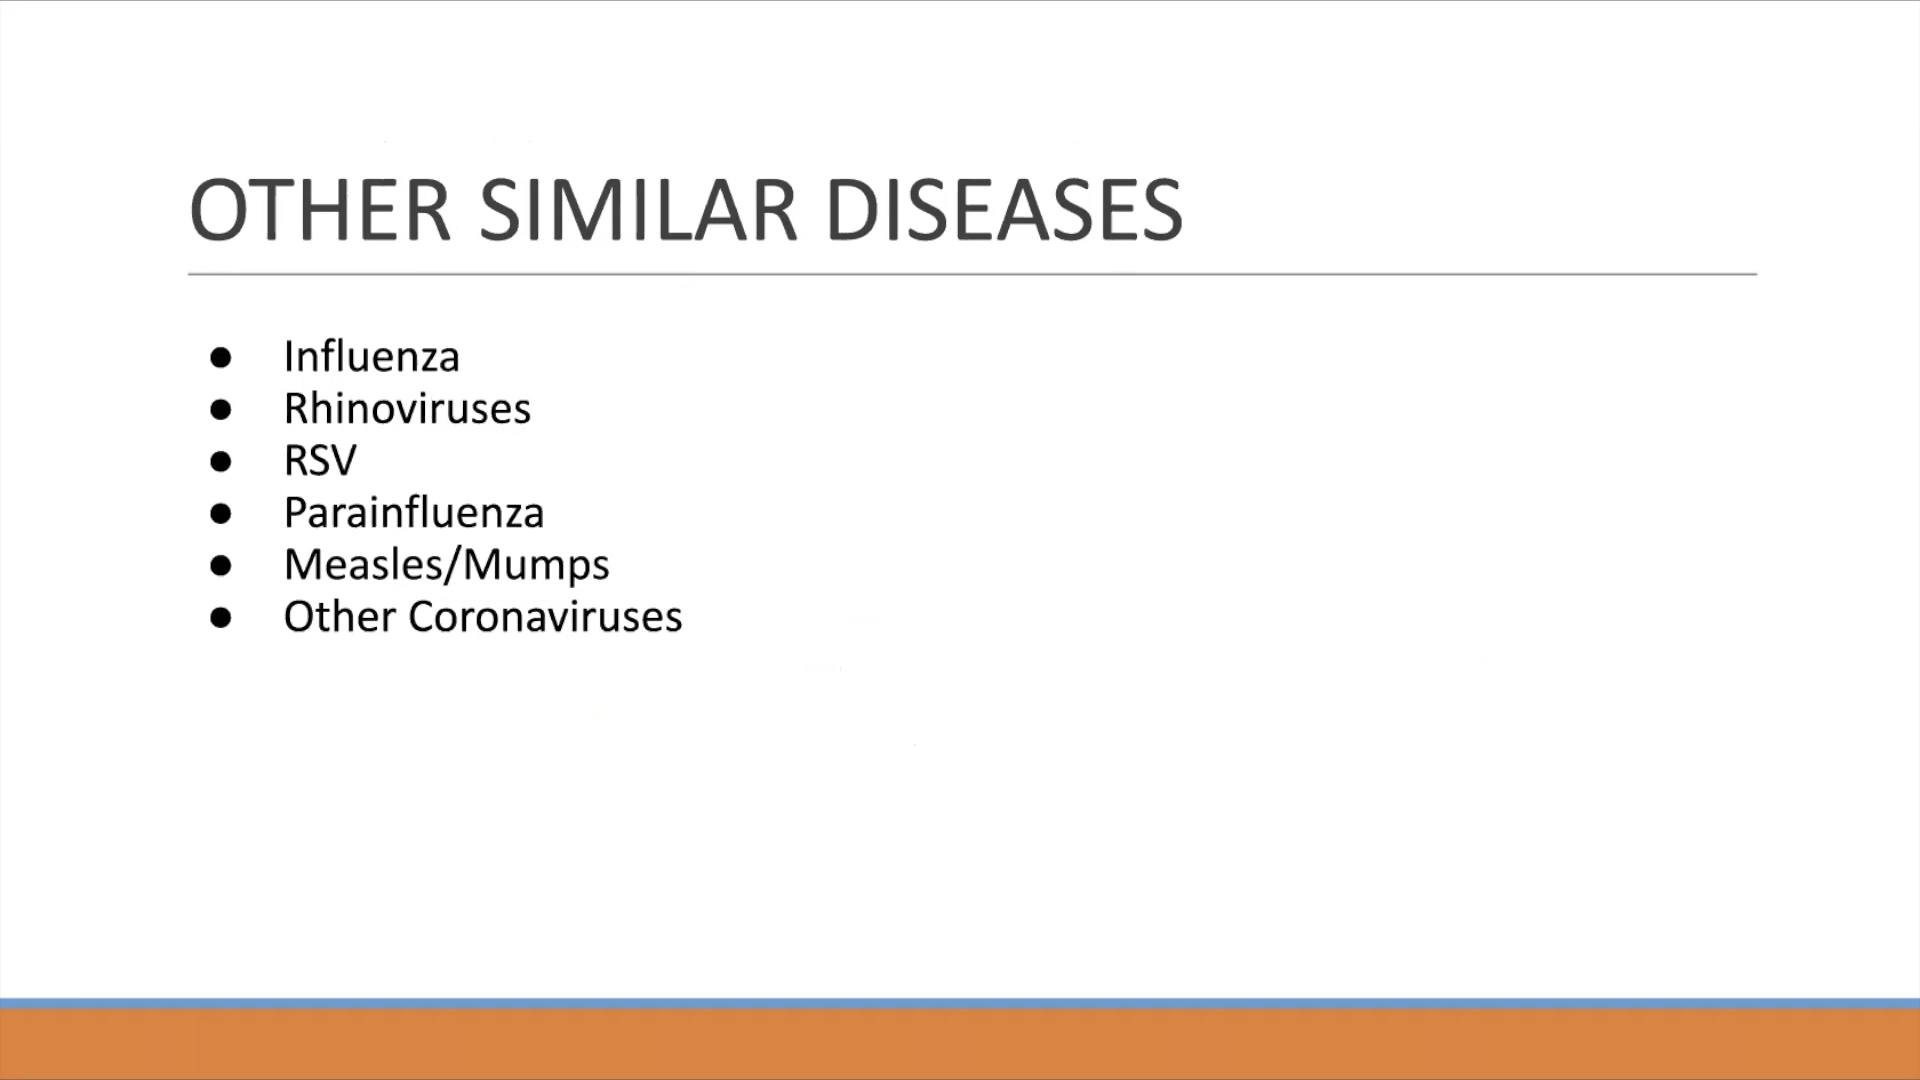 OTHER SIMILAR DISEASES
● Influenza
● Rhinoviruses
● RSV
● Parainfluenza
● Measles/Mumps
● Other Coronaviruses